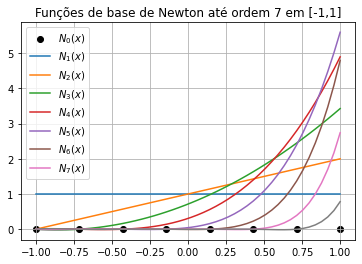 Funções de base de Newton até ordem 7 em [-1,1]
N₀(x)
N₁(x)
N₂(x)
N₃(x)
N₄(x)
N₅(x)
N₆(x)
N₇(x)
5
4
3
2
1
0
−1.00 −0.75 −0.50 −0.25 0.00 0.25 0.50 0.75 1.00